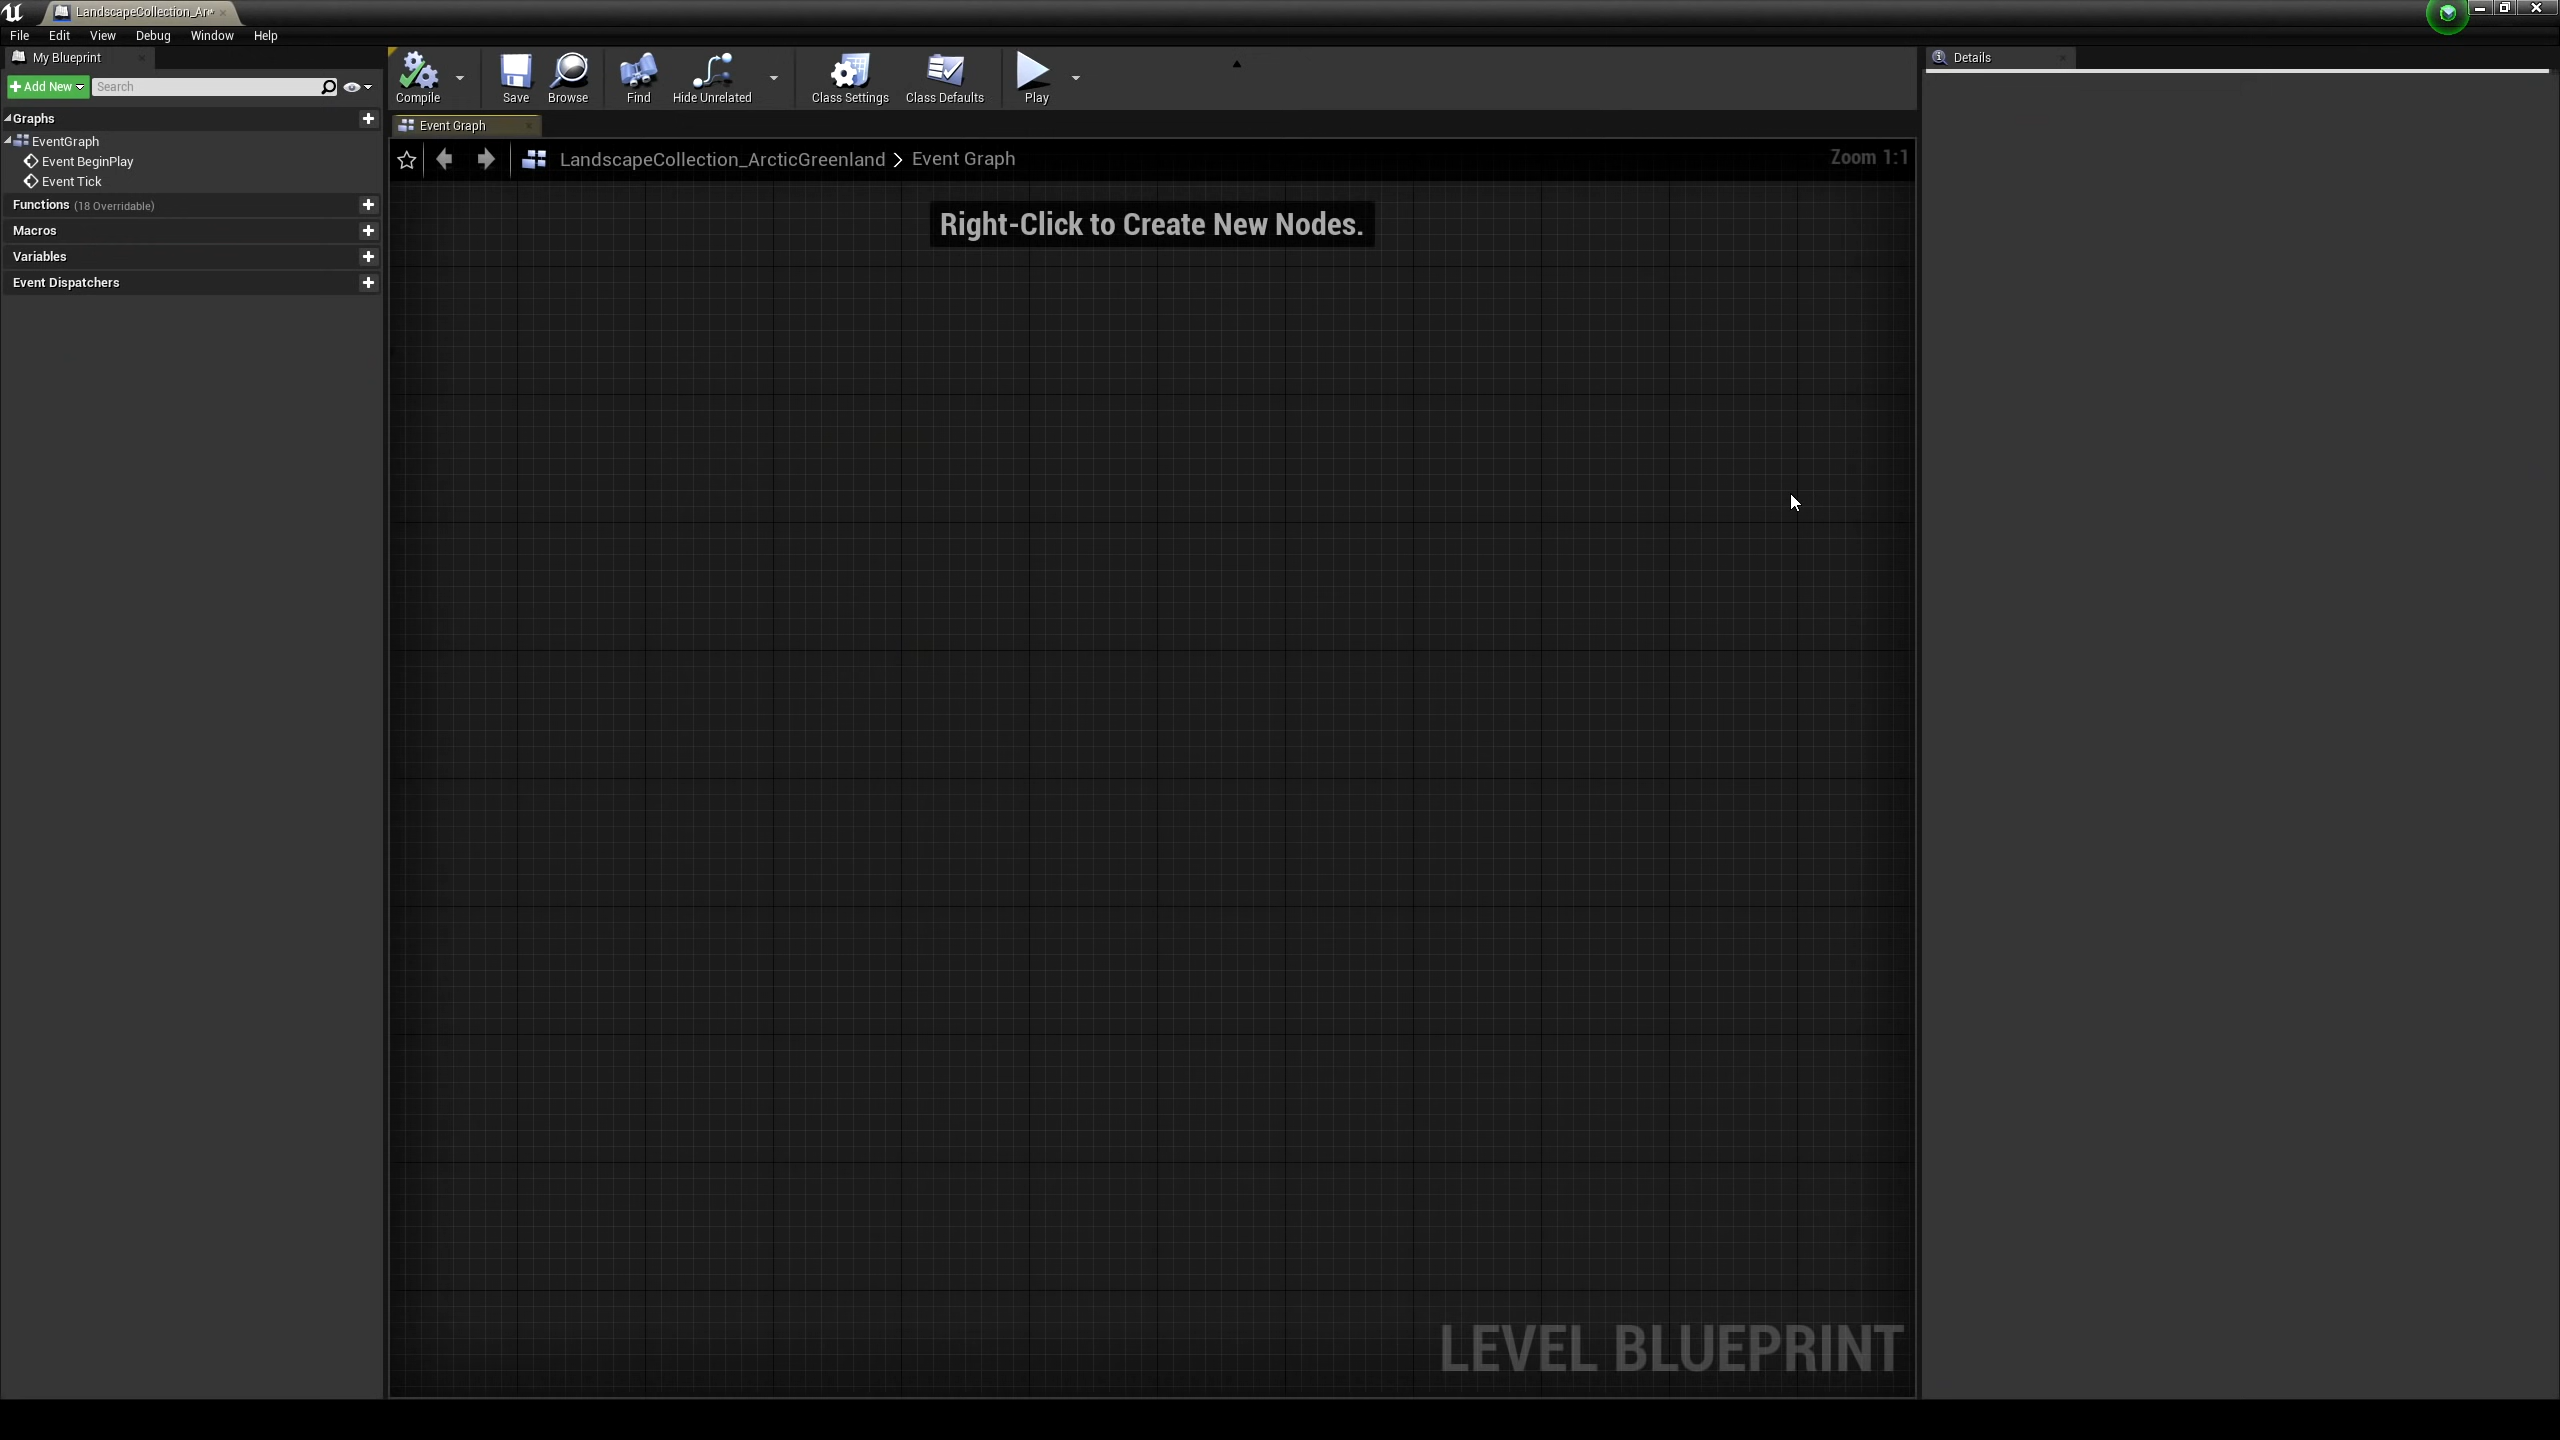 LandscapeCollection_Ar*
File Edit View Debug Window Help
My Blueprint
Add New
Search
Graphs
EventGraph
Event BeginPlay
Event Tick
Functions (18 Overridable)
Macros
Variables
Event Dispatchers
Compile
Save
Browse
Find
Hide Unrelated
Class Settings
Class Defaults
Play
Event Graph
LandscapeCollection_ArcticGreenland > Event Graph
Zoom 1:1
Right-Click to Create New Nodes.
LEVEL BLUEPRINT
Details